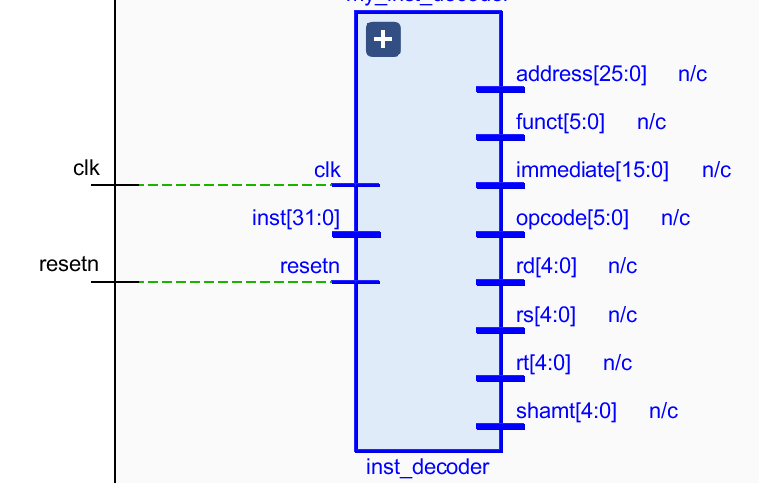 my_inst_decoder
address[25:0] n/c
funct[5:0] n/c
clk
clk
immediate[15:0] n/c
inst[31:0]
opcode[5:0] n/c
resetn
resetn
rd[4:0] n/c
rs[4:0] n/c
rt[4:0] n/c
shamt[4:0] n/c
inst_decoder